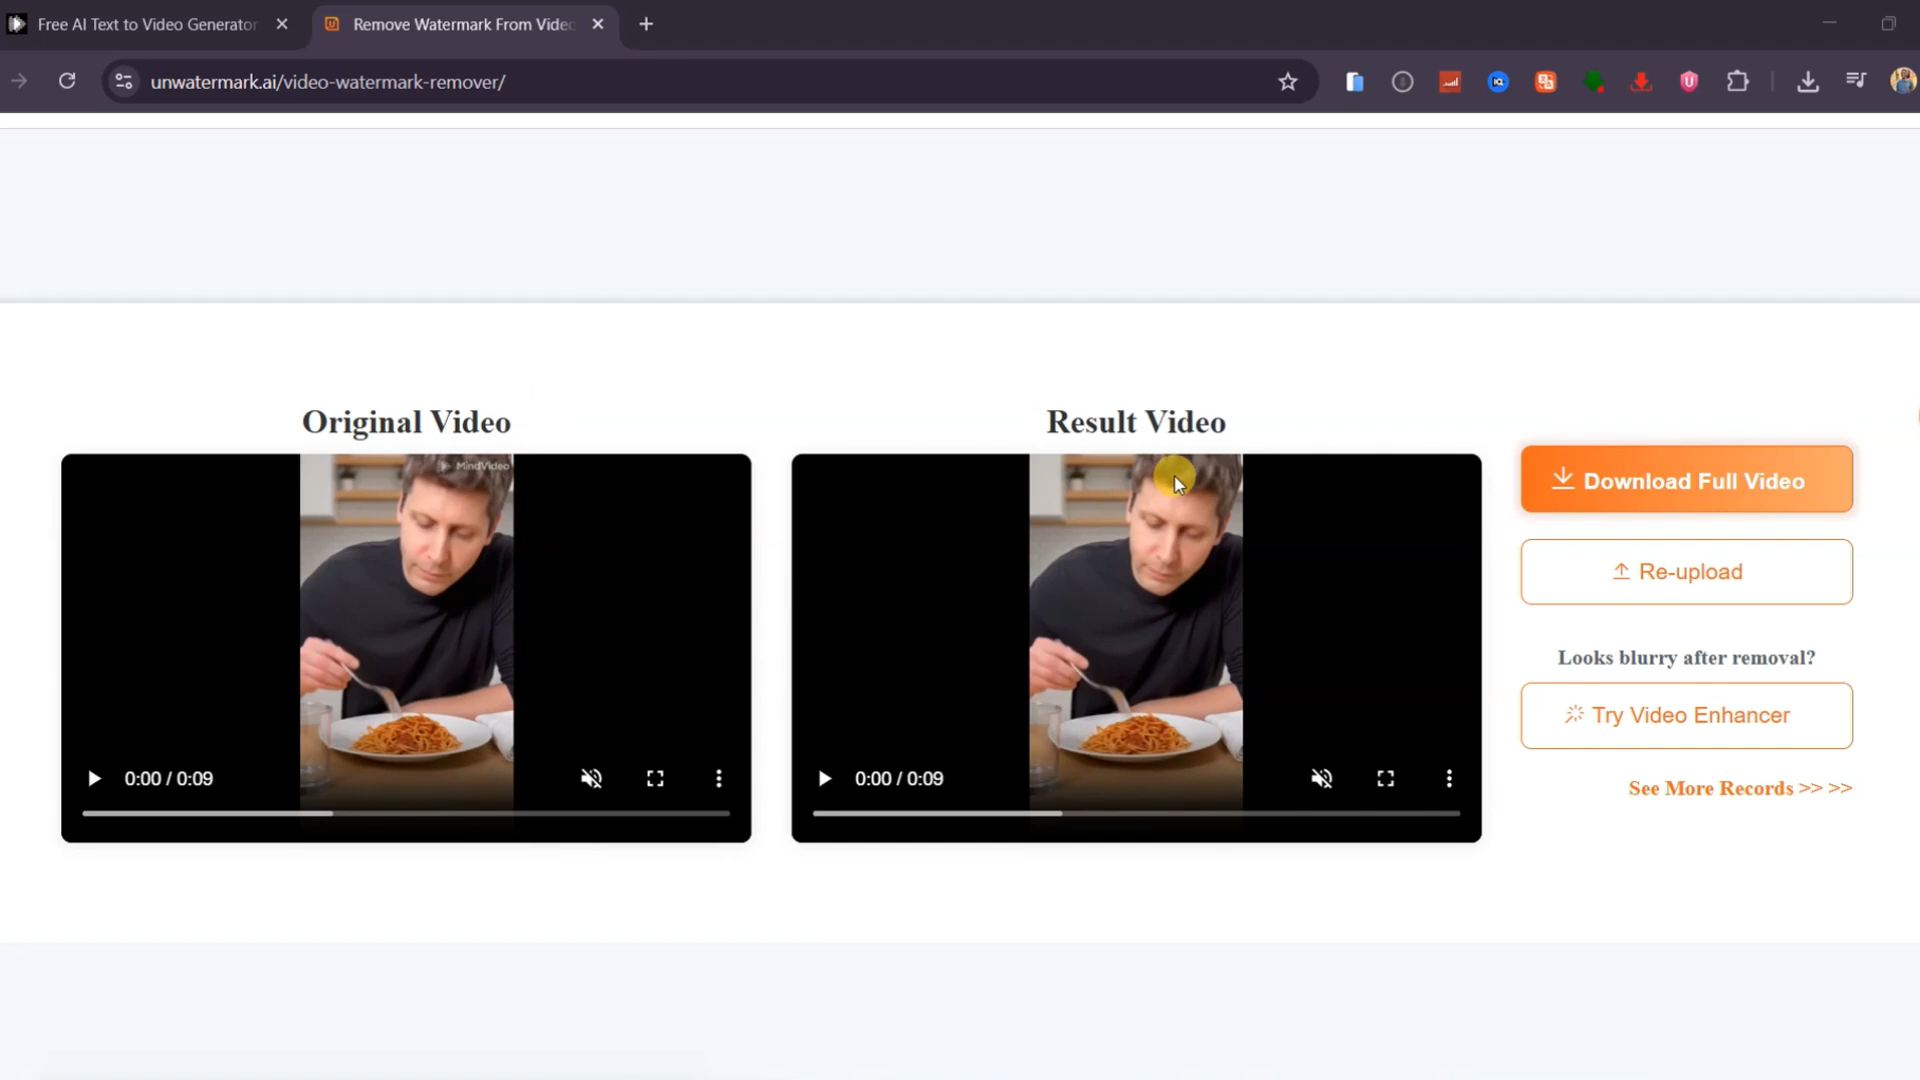 Free AI Text to Video Generator
Remove Watermark From Video
unwatermark.ai/video-watermark-remover/
Original Video
Result Video
MindVideo
0:00 / 0:09
0:00 / 0:09
Download Full Video
Re-upload
Looks blurry after removal?
Try Video Enhancer
See More Records >> >>